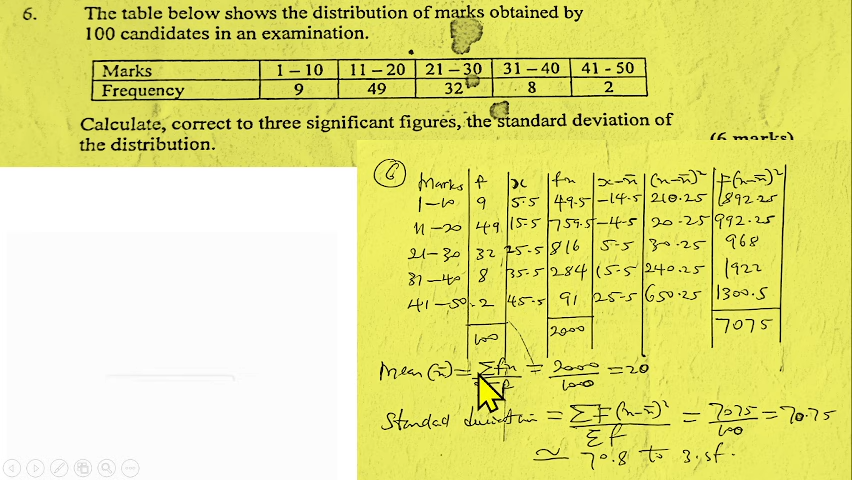 6. The table below shows the distribution of marks obtained by
100 candidates in an examination.
Marks 1 – 10 11 – 20 21 – 30 31 – 40 41 - 50
Frequency 9 49 32 8 2
Calculate, correct to three significant figures, the standard deviation of
the distribution.
(6 marks)
6 Marks f x fx x-x̄ (x-x̄)² F(x-x̄)²
1-10 9 5.5 49.5 -14.5 210.25 1892.25
11-20 49 15.5 759.5 -4.5 20.25 992.25
21-30 32 25.5 816 5.5 30.25 968
31-40 8 35.5 284 15.5 240.25 1922
41-50 2 45.5 91 25.5 650.25 1300.5
100 2000 7075
Mean (x̄) = Σfx = 2000 = 20
Standard deviation = ΣF(x-x̄)² / Σf = 7075/100 = 70.75
≃ 70.8 to 3.sf.